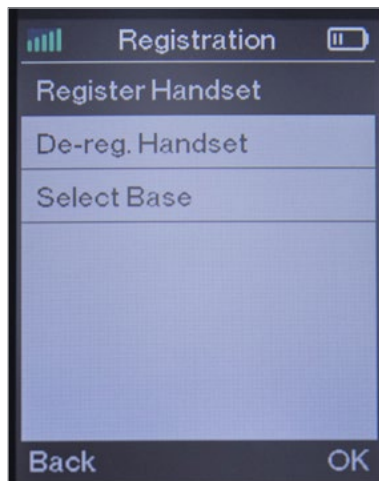 Registration
Register Handset
De-reg. Handset
Select Base
Back OK